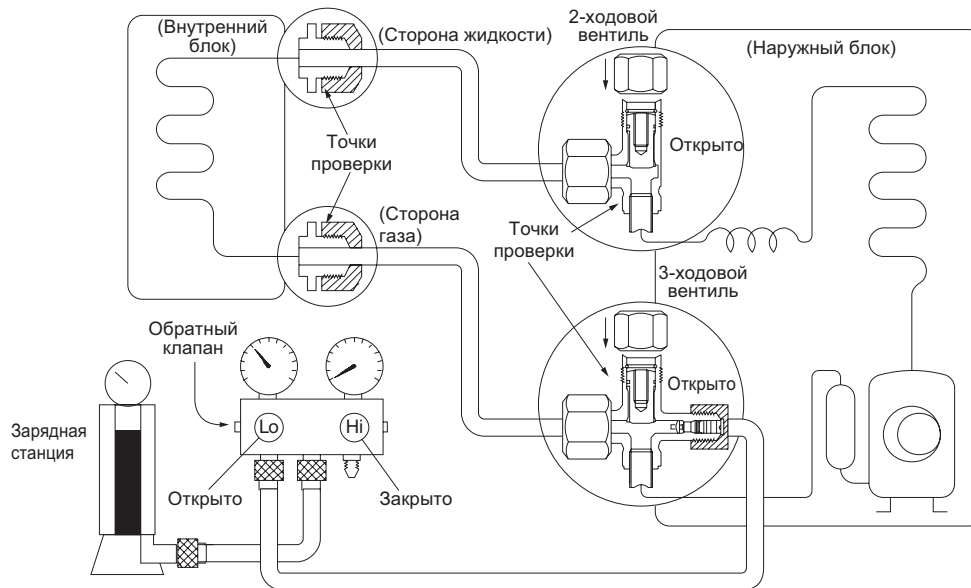 (Внутренний
блок)
(Сторона жидкости)
2-ходовой
вентиль
(Наружный блок)
Открыто
Точки
проверки
(Сторона
газа)
Точки
проверки
3-ходовой
вентиль
Обратный
клапан
Открыто
Зарядная
станция
Lo
Hi
Открыто
Закрыто